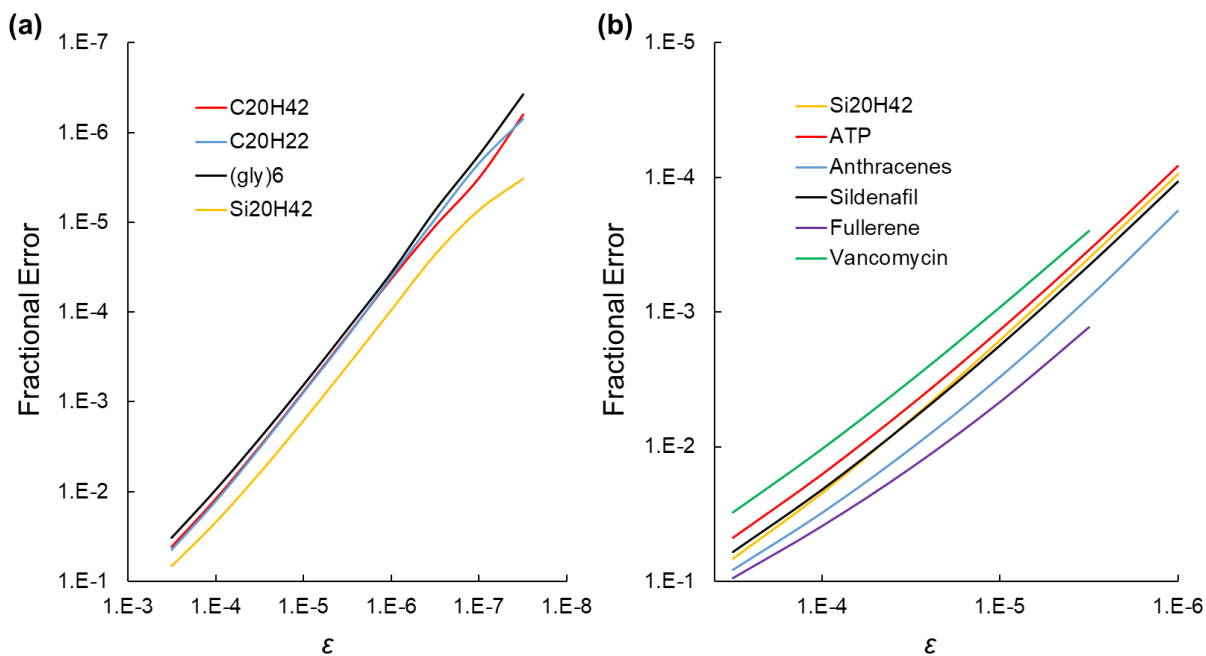 (a)
1.E-7
1.E-6
1.E-5
1.E-4
1.E-3
1.E-2
1.E-1
Fractional Error
C20H42
C20H22
(gly)6
Si20H42
1.E-3
1.E-4
1.E-5
1.E-6
1.E-7
1.E-8
ε
(b)
1.E-5
1.E-4
1.E-3
1.E-2
1.E-1
Fractional Error
Si20H42
ATP
Anthracenes
Sildenafil
Fullerene
Vancomycin
1.E-4
1.E-5
1.E-6
ε